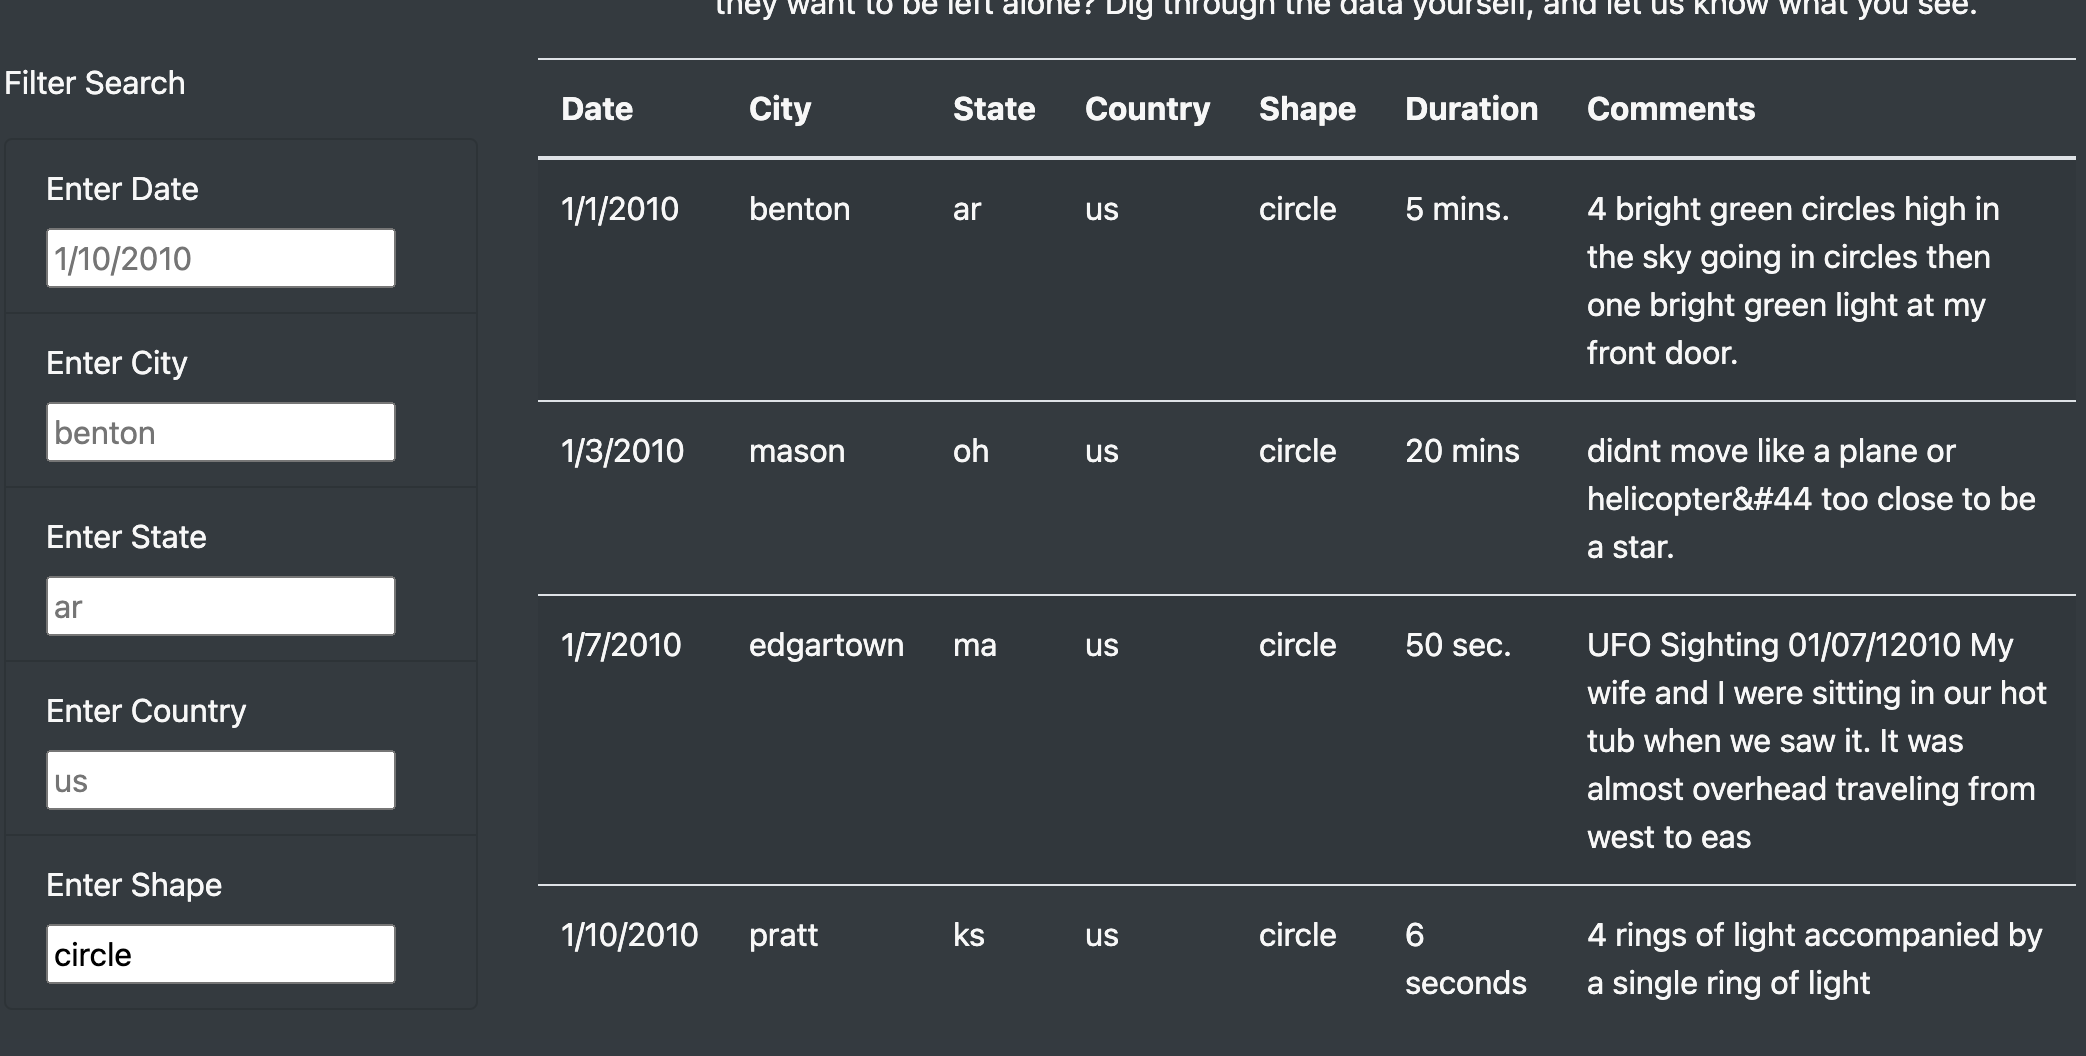 they want to be left alone? Dig through the data yourself, and let us know what you see.
Filter Search
Enter Date
1/10/2010
Enter City
benton
Enter State
ar
Enter Country
us
Enter Shape
circle
Date City State Country Shape Duration Comments
1/1/2010 benton ar us circle 5 mins. 4 bright green circles high in
the sky going in circles then
one bright green light at my
front door.
1/3/2010 mason oh us circle 20 mins didnt move like a plane or
helicopter&#44 too close to be
a star.
1/7/2010 edgartown ma us circle 50 sec. UFO Sighting 01/07/12010 My
wife and I were sitting in our hot
tub when we saw it. It was
almost overhead traveling from
west to eas
1/10/2010 pratt ks us circle 6 4 rings of light accompanied by
seconds a single ring of light